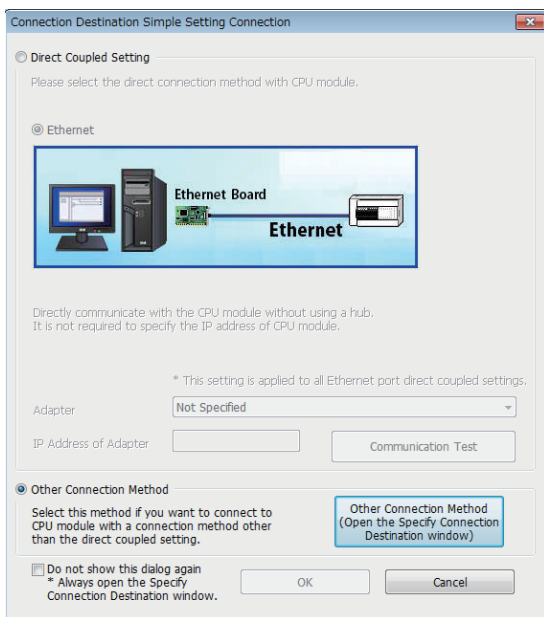 Connection Destination Simple Setting Connection
Direct Coupled Setting
Please select the direct connection method with CPU module.
Ethernet
Ethernet Board
Ethernet
Directly communicate with the CPU module without using a hub.
It is not required to specify the IP address of CPU module.
* This setting is applied to all Ethernet port direct coupled settings.
Adapter
Not Specified
IP Address of Adapter
Communication Test
Other Connection Method
Select this method if you want to connect to
CPU module with a connection method other
than the direct coupled setting.
Other Connection Method
(Open the Specify Connection
Destination window)
Do not show this dialog again
* Always open the Specify
Connection Destination window.
OK
Cancel